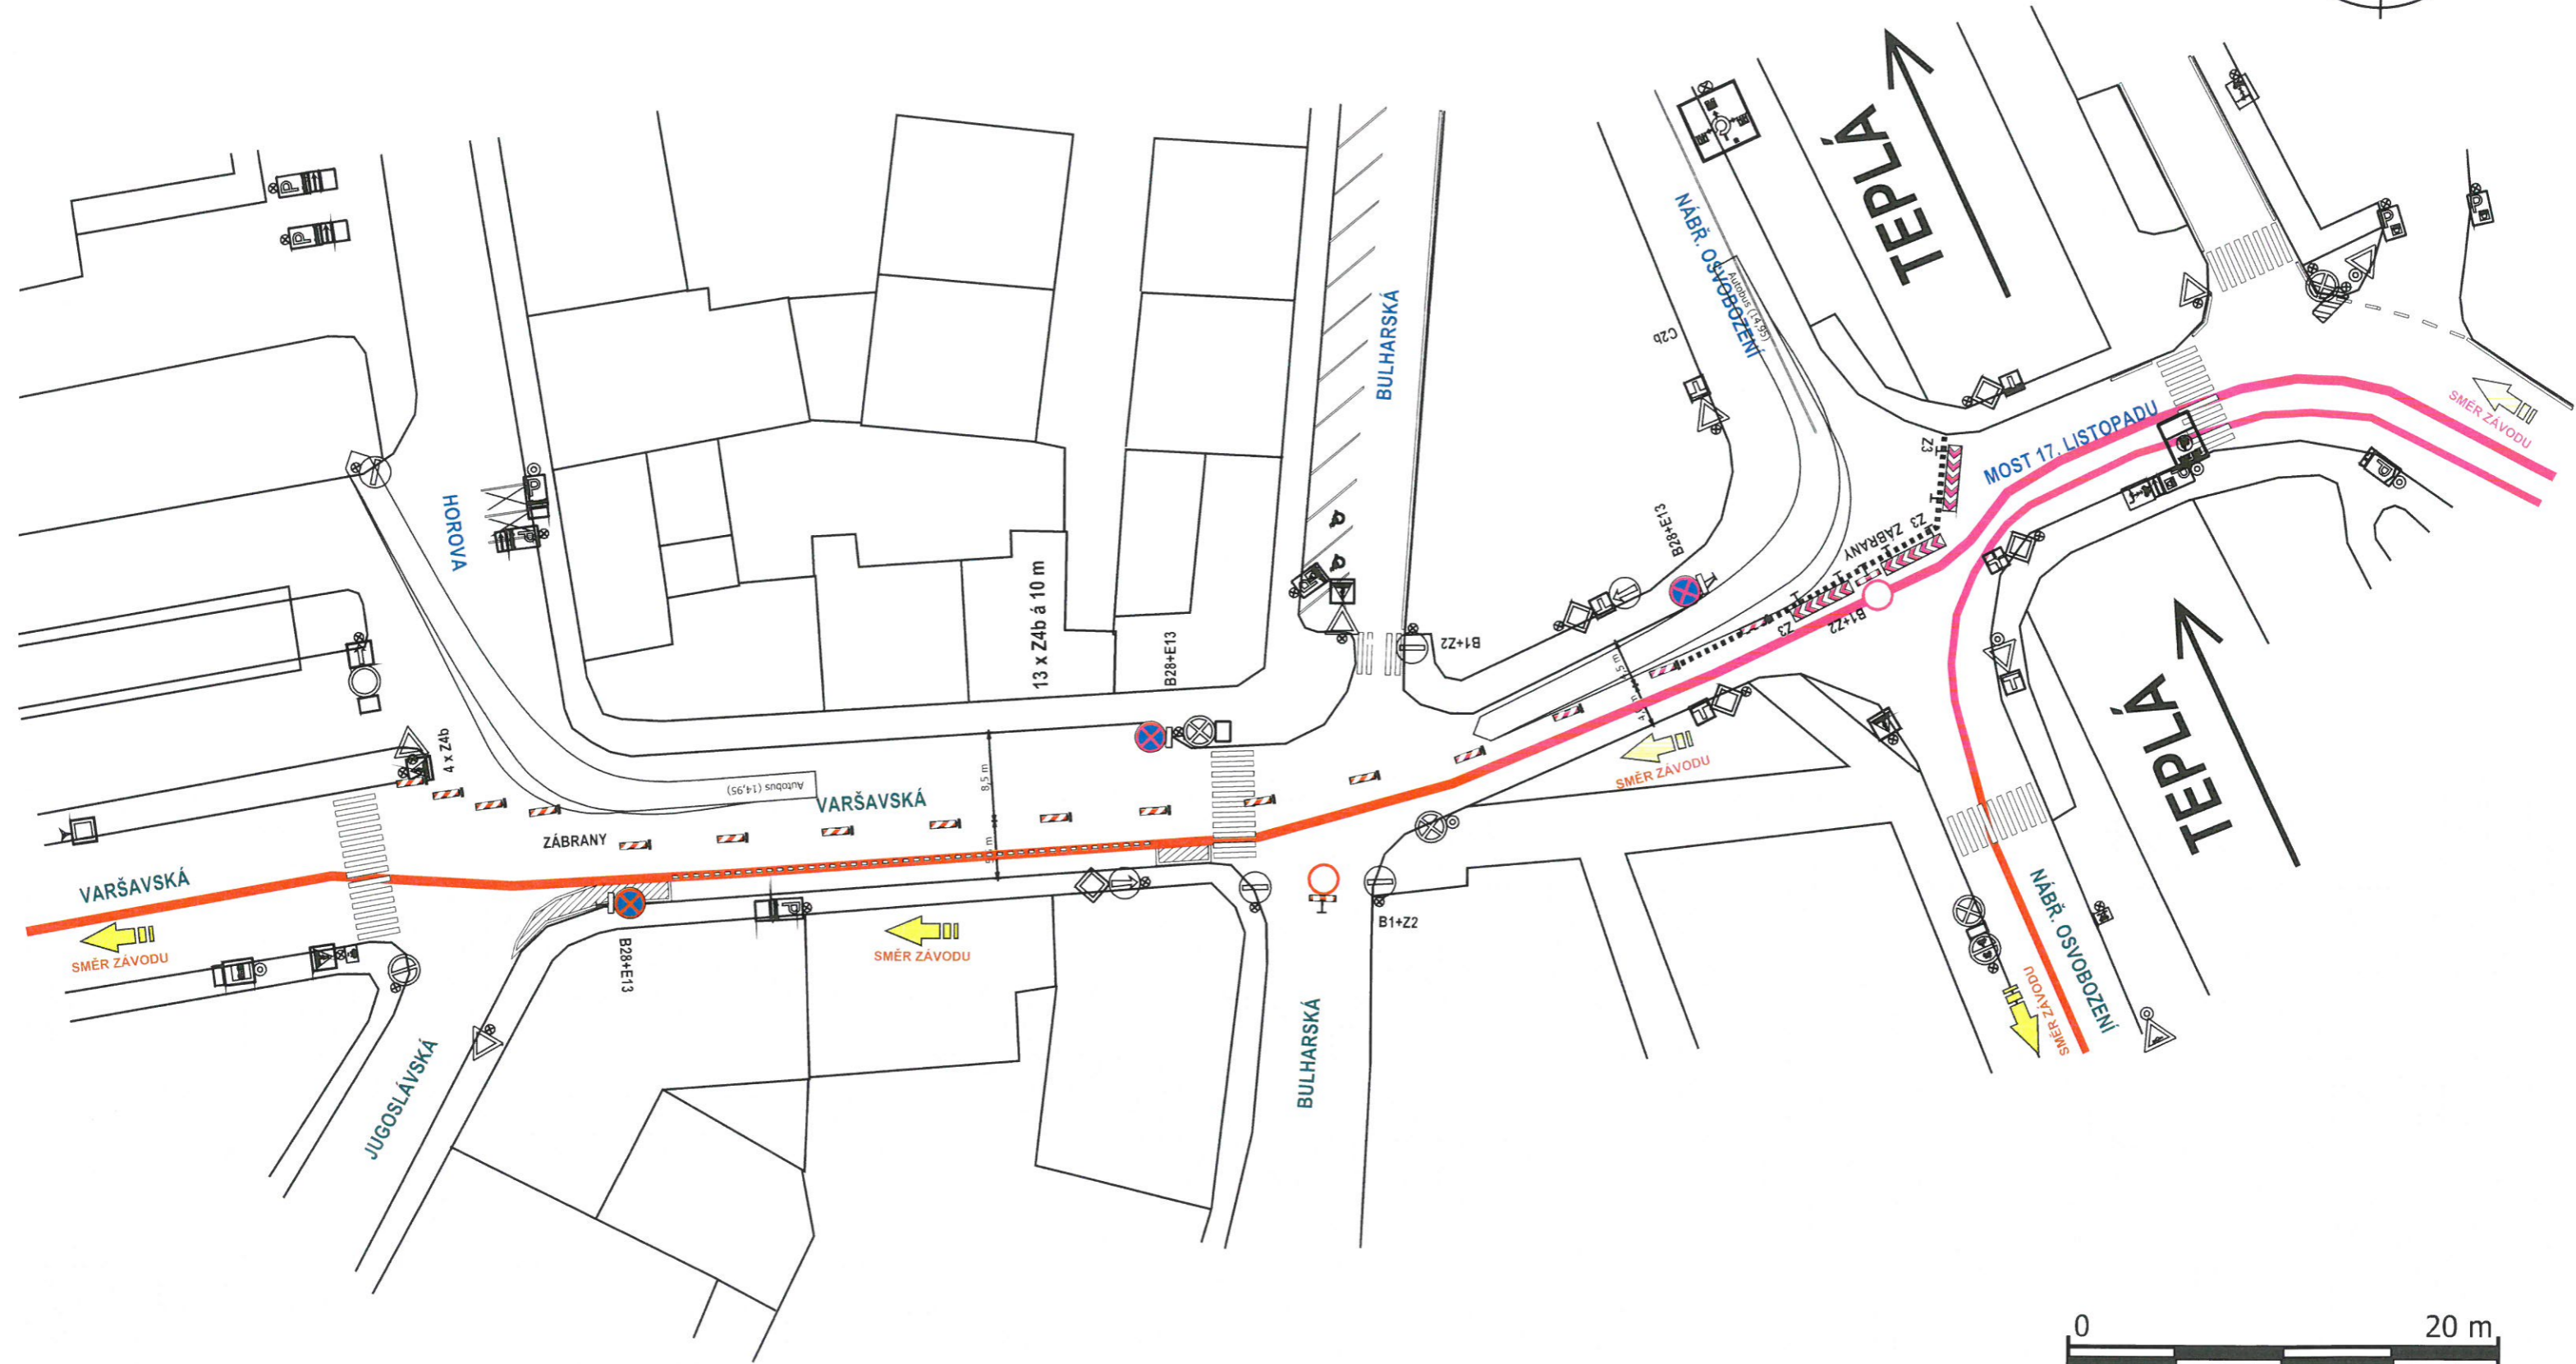 TEPLÁ
NÁBŘ. OSVOBOZENÍ
Autobus (14,95)
C2b
BULHARSKÁ
HOROVA
P
P
P
P
P
P
P
MOST 17. LISTOPADU
SMĚR ZÁVODU
Z3
Z3
ZÁBRANY
B28+E13
B1+Z2
Z3
13 x Z4b á 10 m
B28+E13
B1+Z2
4 x Z4b
8,5 m
Autobus (14,95)
VARŠAVSKÁ
ZÁBRANY
SMĚR ZÁVODU
TEPLÁ
VARŠAVSKÁ
SMĚR ZÁVODU
B28+E13
P
SMĚR ZÁVODU
B1+Z2
NÁBŘ. OSVOBOZENÍ
SMĚR ZÁVODU
JUGOSLÁVSKÁ
BULHARSKÁ
0 20 m